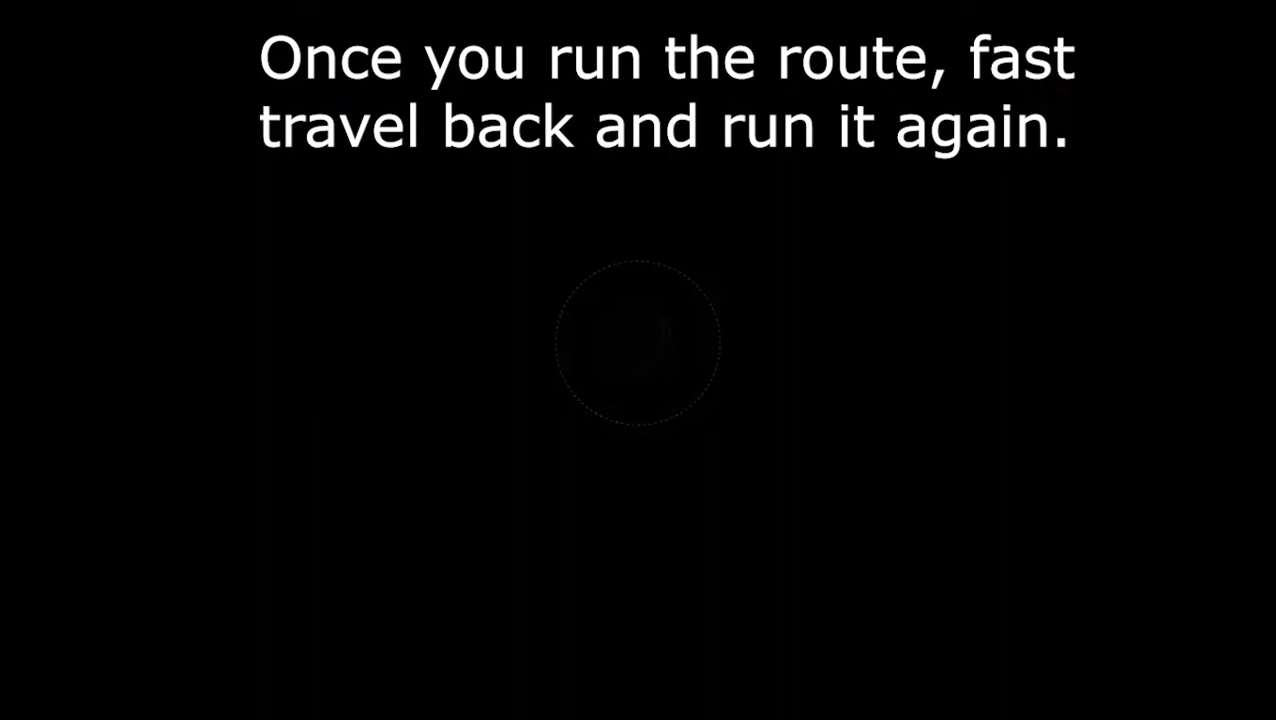 Once you run the route, fast
travel back and run it again.